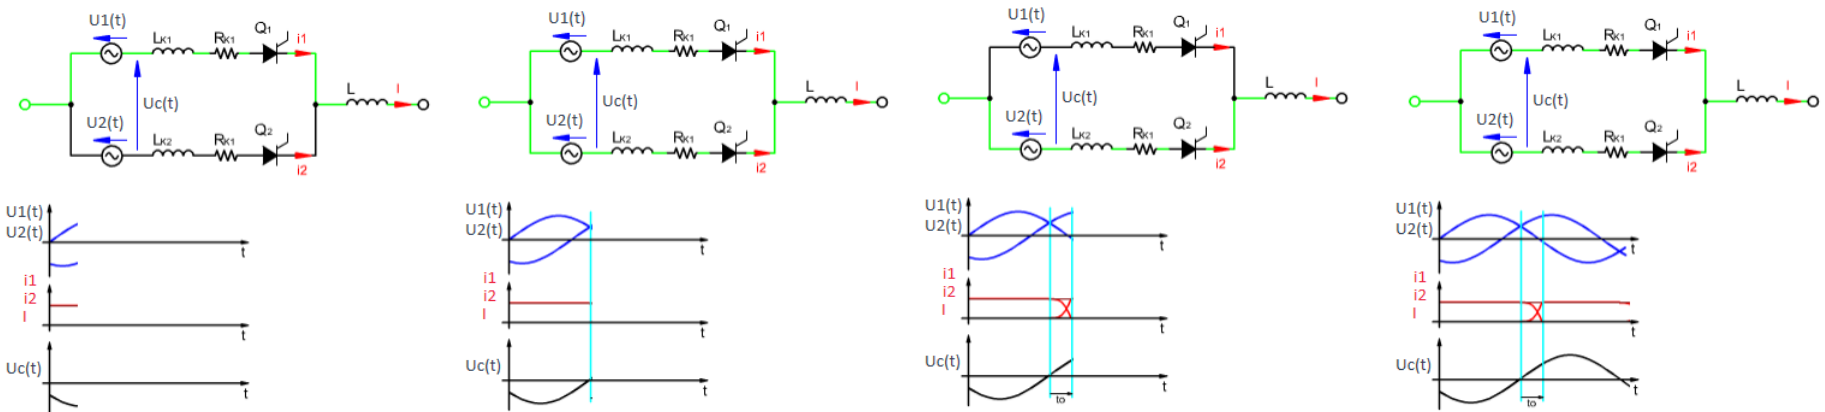 U1(t)
LK1
RK1
Q1
i1
Uc(t)
L
I
U2(t)
LK2
RK1
Q2
i2
U1(t)
U2(t)
t
i1
i2
I
t
Uc(t)
t
U1(t)
LK1
RK1
Q1
i1
Uc(t)
L
I
U2(t)
LK2
RK1
Q2
i2
U1(t)
U2(t)
t
i1
i2
I
t
Uc(t)
t
U1(t)
LK1
RK1
Q1
i1
Uc(t)
L
I
U2(t)
LK2
RK1
Q2
i2
U1(t)
U2(t)
t
i1
i2
I
t
Uc(t)
t
to
U1(t)
LK1
RK1
Q1
i1
Uc(t)
L
I
U2(t)
LK2
RK1
Q2
i2
U1(t)
U2(t)
t
i1
i2
I
t
Uc(t)
t
to